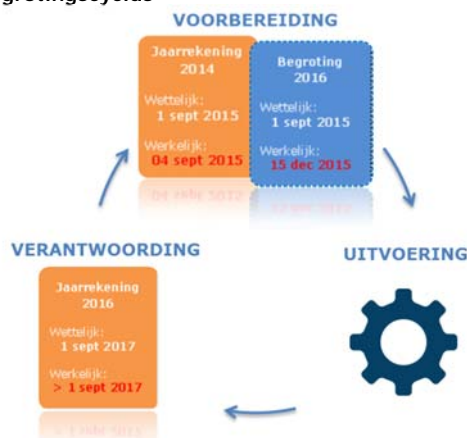 VOORBEREIDING
Jaarrekening
2014
Wettelijk:
1 sept 2015
Werkelijk:
04 sept 2015
Begroting
2016
Wettelijk:
1 sept 2015
Werkelijk:
15 dec 2015
VERANTWOORDING
Jaarrekening
2016
Wettelijk:
1 sept 2017
Werkelijk:
> 1 sept 2017
UITVOERING